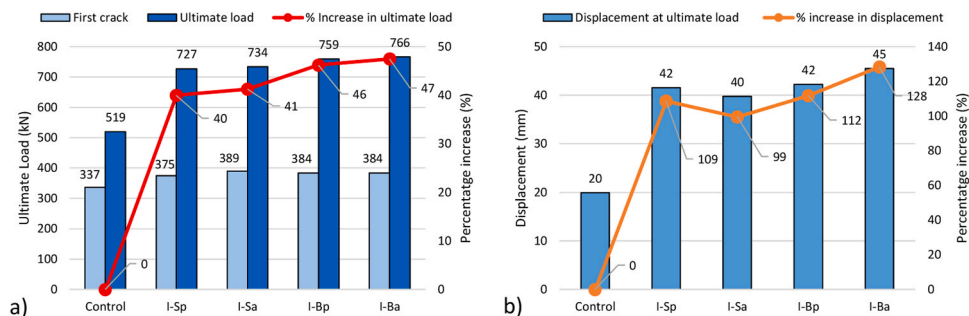 First crack
Ultimate load
% Increase in ultimate load
Ultimate Load (kN)
800
700
600
500
400
300
200
100
0
337
519
375
727
389
734
384
759
384
766
0
40
41
46
47
50
40
30
20
10
0
Percentatge increase (%)
Control
I-Sp
I-Sa
I-Bp
I-Ba
a)
Displacement at ultimate load
% increase in displacement
Displacement (mm)
50
40
30
20
10
0
20
42
40
42
45
0
109
99
112
128
140
120
100
80
60
40
20
0
Percentage increase (%)
Control
I-Sp
I-Sa
I-Bp
I-Ba
b)